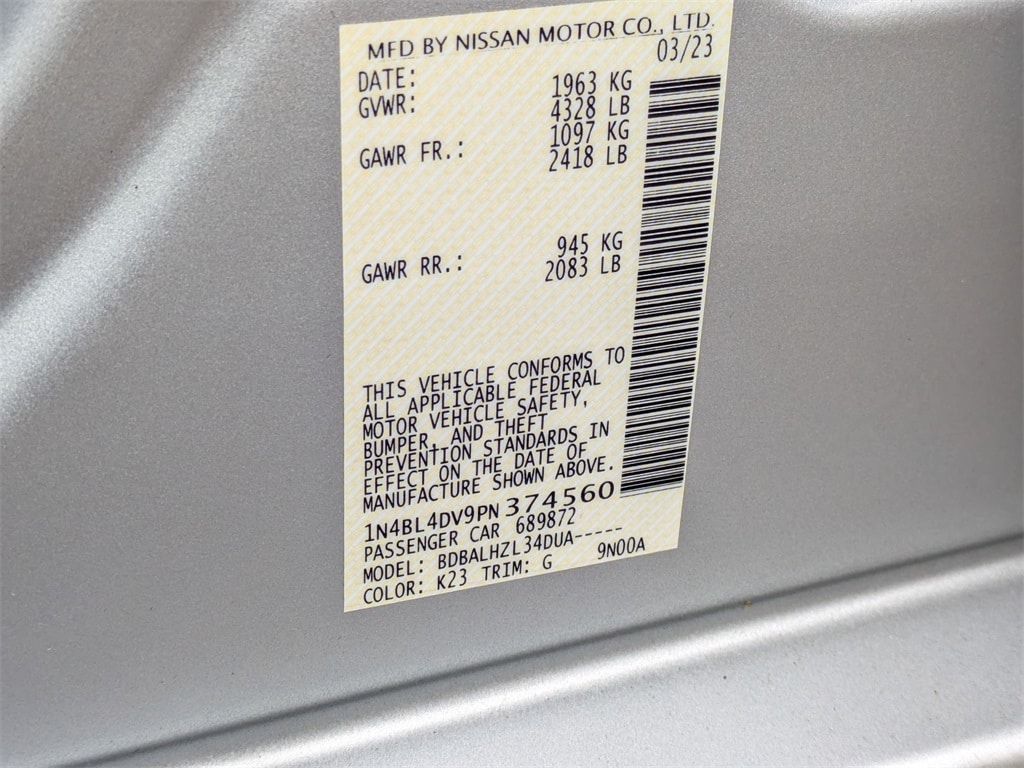 MFD BY NISSAN MOTOR CO., LTD.
DATE: 03/23
GVWR: 1963 KG
4328 LB
GAWR FR.: 1097 KG
2418 LB
GAWR RR.: 945 KG
2083 LB
THIS VEHICLE CONFORMS TO
ALL APPLICABLE FEDERAL
MOTOR VEHICLE SAFETY,
BUMPER, AND THEFT
PREVENTION STANDARDS IN
EFFECT ON THE DATE OF
MANUFACTURE SHOWN ABOVE.
1N4BL4DV9PN374560
PASSENGER CAR 689872
MODEL: BDBALHZL34DUA-----
COLOR: K23 TRIM: G 9N00A